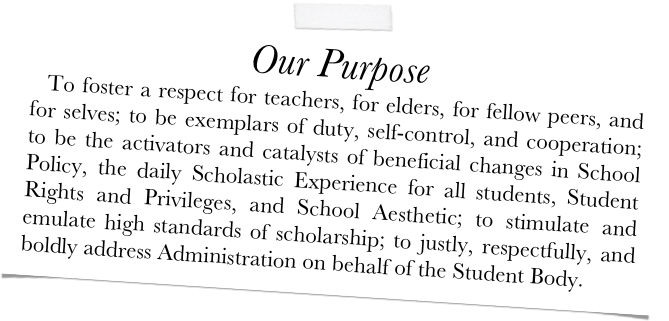 Our Purpose
To foster a respect for teachers, for elders, for fellow peers, and
for selves; to be exemplars of duty, self-control, and cooperation;
to be the activators and catalysts of beneficial changes in School
Policy, the daily Scholastic Experience for all students, Student
Rights and Privileges, and School Aesthetic; to stimulate and
emulate high standards of scholarship; to justly, respectfully, and
boldly address Administration on behalf of the Student Body.